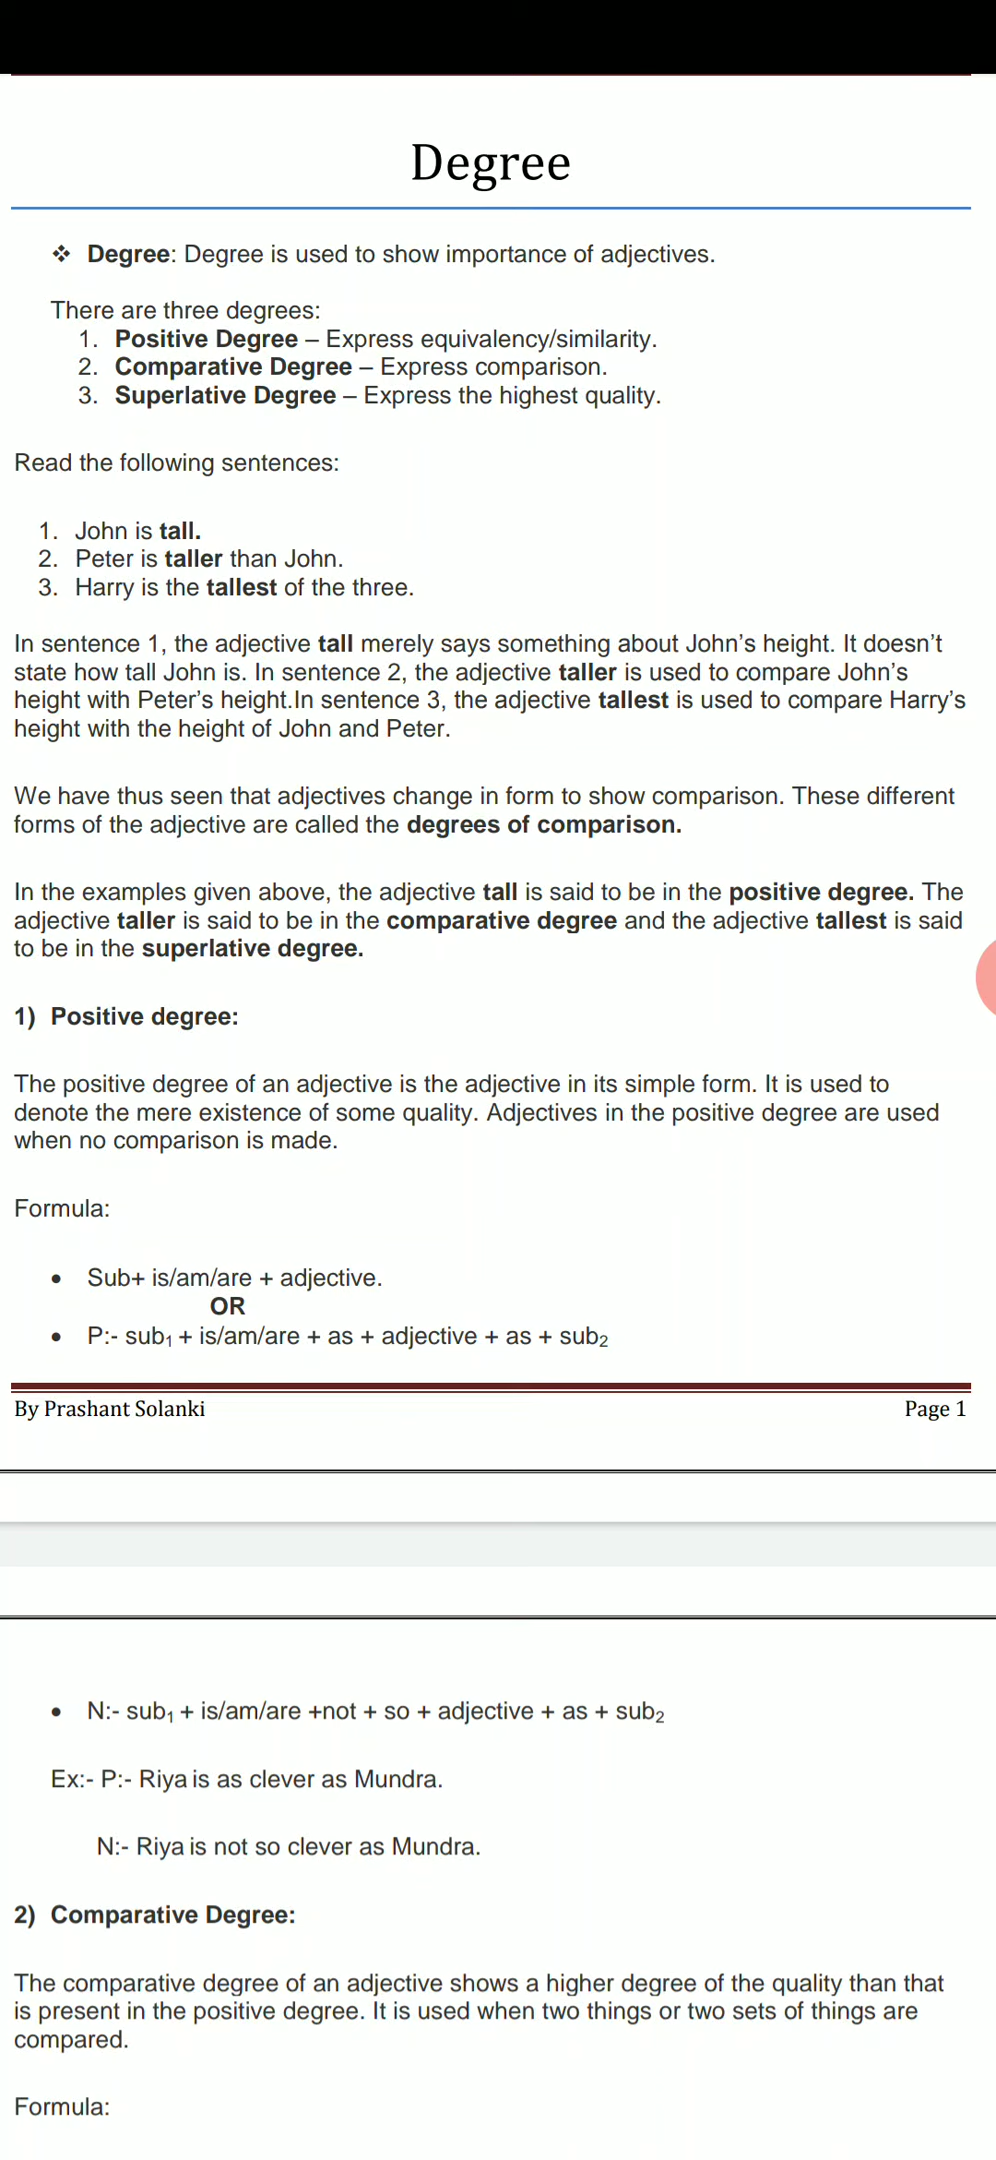 Degree
❖ Degree: Degree is used to show importance of adjectives.
There are three degrees:
1. Positive Degree – Express equivalency/similarity.
2. Comparative Degree – Express comparison.
3. Superlative Degree – Express the highest quality.
Read the following sentences:
1. John is tall.
2. Peter is taller than John.
3. Harry is the tallest of the three.
In sentence 1, the adjective tall merely says something about John’s height. It doesn’t
state how tall John is. In sentence 2, the adjective taller is used to compare John’s
height with Peter’s height.In sentence 3, the adjective tallest is used to compare Harry’s
height with the height of John and Peter.
We have thus seen that adjectives change in form to show comparison. These different
forms of the adjective are called the degrees of comparison.
In the examples given above, the adjective tall is said to be in the positive degree. The
adjective taller is said to be in the comparative degree and the adjective tallest is said
to be in the superlative degree.
1) Positive degree:
The positive degree of an adjective is the adjective in its simple form. It is used to
denote the mere existence of some quality. Adjectives in the positive degree are used
when no comparison is made.
Formula:
• Sub+ is/am/are + adjective.
OR
• P:- sub₁ + is/am/are + as + adjective + as + sub₂
By Prashant Solanki Page 1
• N:- sub₁ + is/am/are +not + so + adjective + as + sub₂
Ex:- P:- Riya is as clever as Mundra.
N:- Riya is not so clever as Mundra.
2) Comparative Degree:
The comparative degree of an adjective shows a higher degree of the quality than that
is present in the positive degree. It is used when two things or two sets of things are
compared.
Formula: